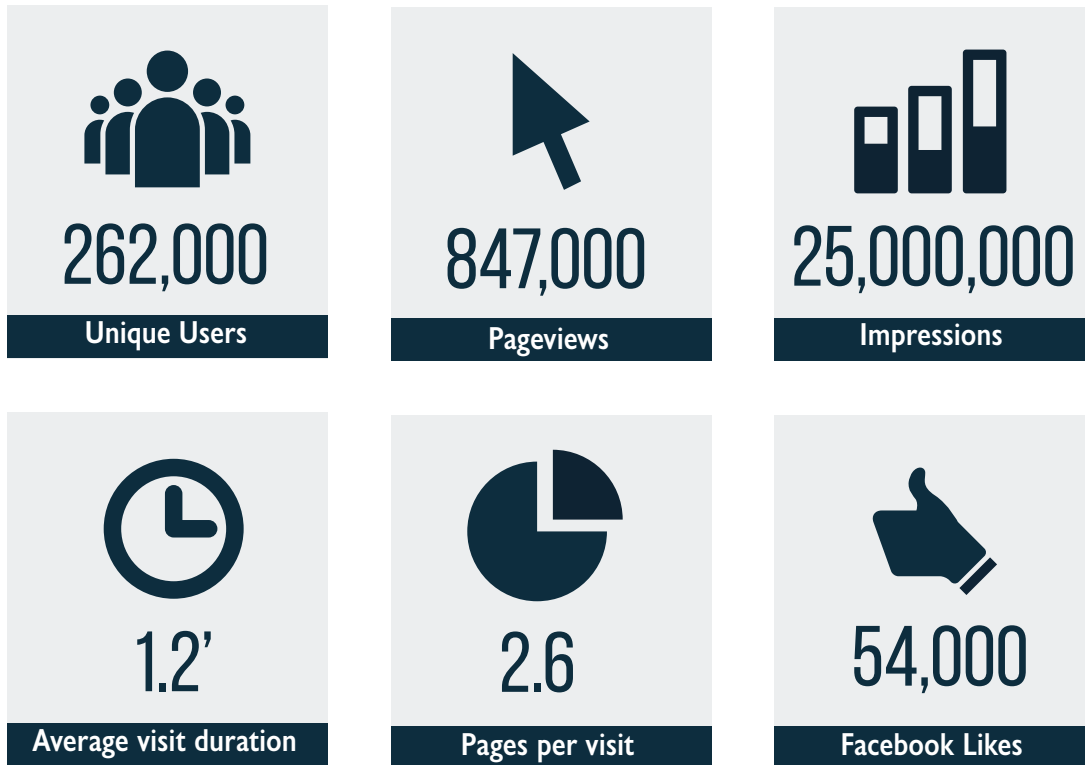 262,000
Unique Users
847,000
Pageviews
25,000,000
Impressions
1.2’
Average visit duration
2.6
Pages per visit
54,000
Facebook Likes